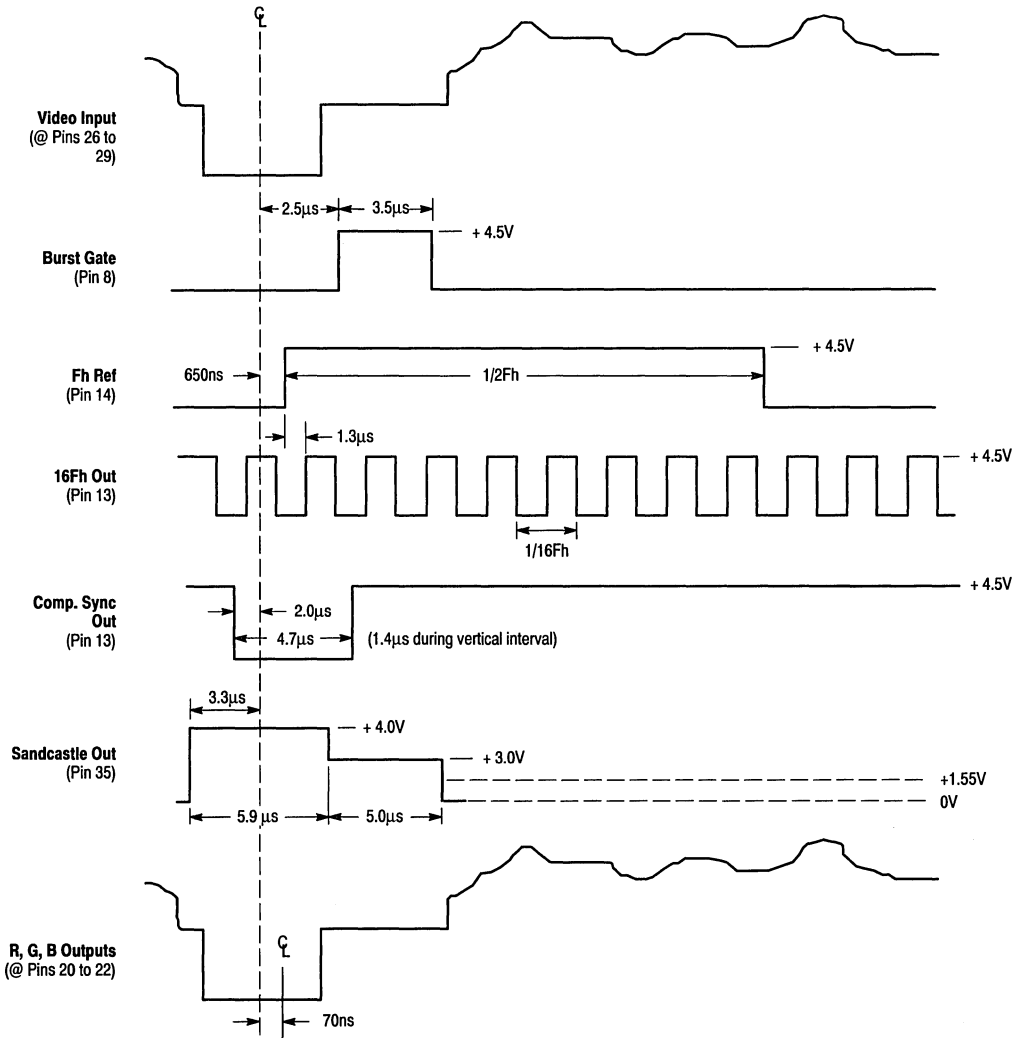 ℄
Video Input
(@ Pins 26 to
29)
2.5μs
3.5μs
+ 4.5V
Burst Gate
(Pin 8)
+ 4.5V
Fh Ref
(Pin 14)
650ns
1/2Fh
1.3μs
16Fh Out
(Pin 13)
+ 4.5V
1/16Fh
Comp. Sync
Out
(Pin 13)
+ 4.5V
2.0μs
4.7μs
(1.4μs during vertical interval)
3.3μs
+ 4.0V
Sandcastle Out
(Pin 35)
+ 3.0V
+1.55V
0V
5.9 μs
5.0μs
R, G, B Outputs
(@ Pins 20 to 22)
℄
70ns